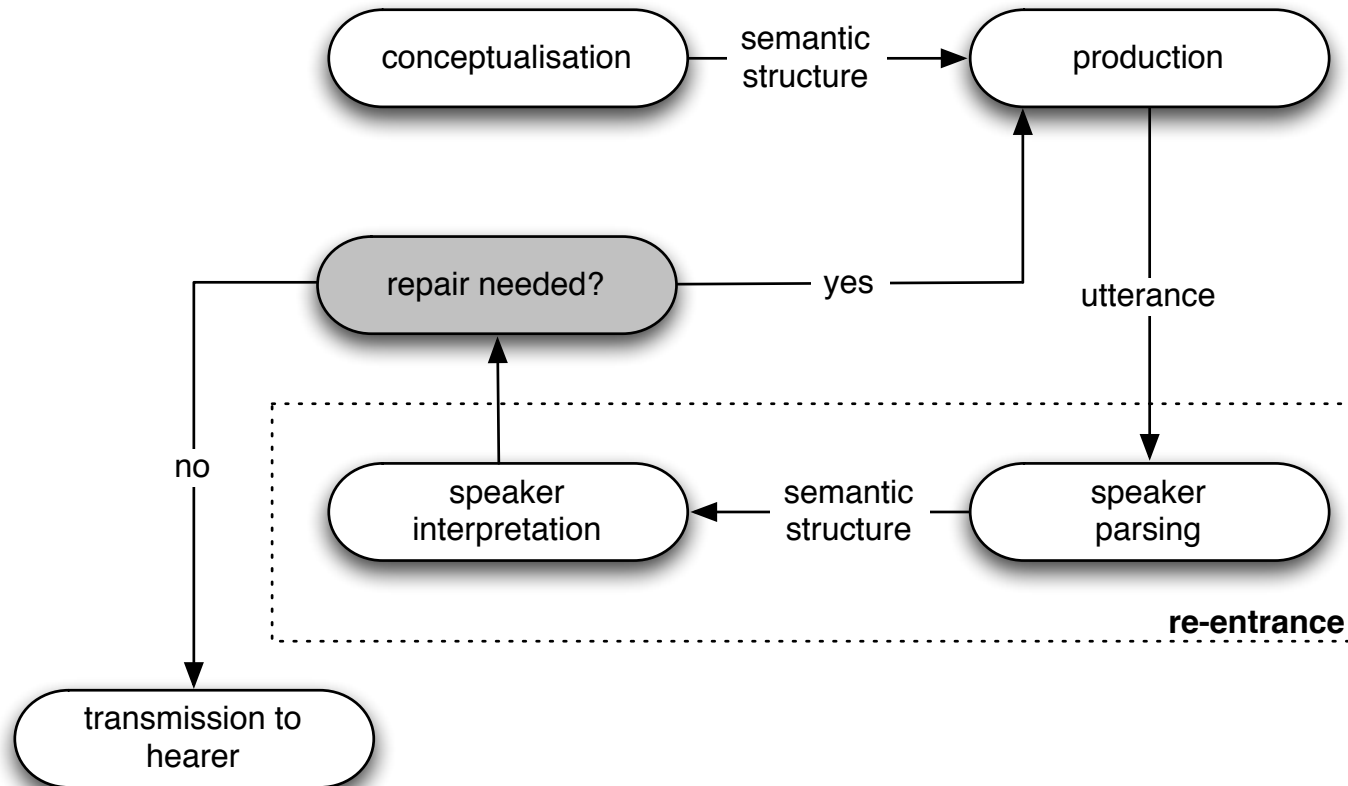 conceptualisation
semantic
structure
production
repair needed?
yes
utterance
no
speaker
interpretation
semantic
structure
speaker
parsing
re-entrance
transmission to
hearer